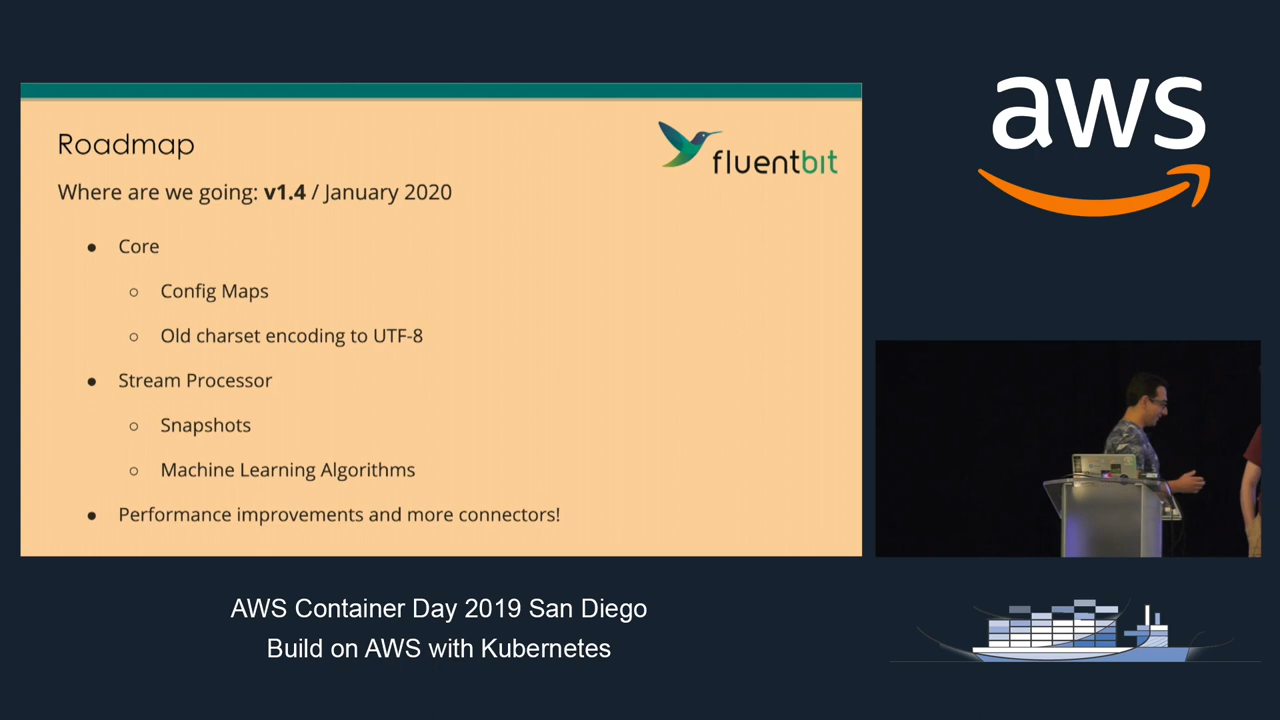 Roadmap
fluentbit
Where are we going: v1.4 / January 2020
● Core
○ Config Maps
○ Old charset encoding to UTF-8
● Stream Processor
○ Snapshots
○ Machine Learning Algorithms
● Performance improvements and more connectors!
aws
AWS Container Day 2019 San Diego
Build on AWS with Kubernetes